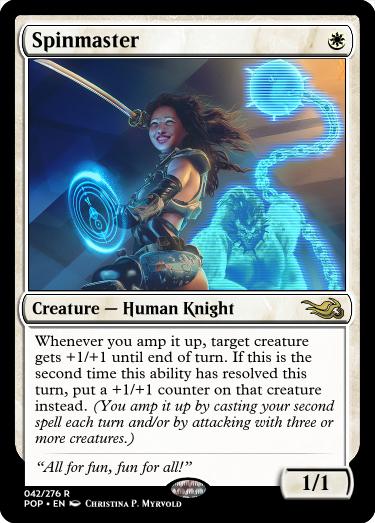 Spinmaster
Creature — Human Knight
Whenever you amp it up, target creature
gets +1/+1 until end of turn. If this is the
second time this ability has resolved this
turn, put a +1/+1 counter on that creature
instead. (You amp it up by casting your second
spell each turn and/or by attacking with three
or more creatures.)
“All for fun, fun for all!”
1/1
042/276 R
POP • EN Christina P. Myrvold